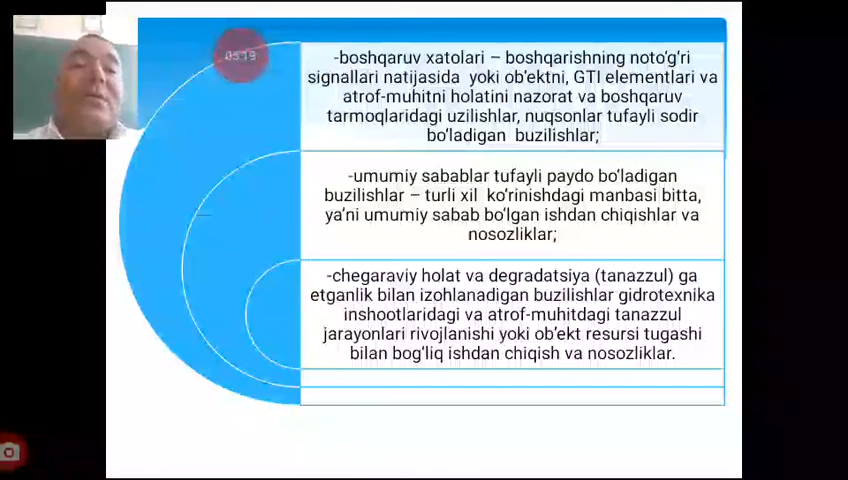 05:19
-boshqaruv xatolari – boshqarishning noto‘g‘ri
signallari natijasida yoki ob’ektni, GTI elementlari va
atrof-muhitni holatini nazorat va boshqaruv
tarmoqlaridagi uzilishlar, nuqsonlar tufayli sodir
bo‘ladigan buzilishlar;
-umumiy sabablar tufayli paydo bo‘ladigan
buzilishlar – turli xil ko‘rinishdagi manbasi bitta,
ya’ni umumiy sabab bo‘lgan ishdan chiqishlar va
nosozliklar;
-chegaraviy holat va degradatsiya (tanazzul) ga
etganlik bilan izohlanadigan buzilishlar gidrotexnika
inshootlaridagi va atrof-muhitdagi tanazzul
jarayonlari rivojlanishi yoki ob’ekt resursi tugashi
bilan bog‘liq ishdan chiqish va nosozliklar.